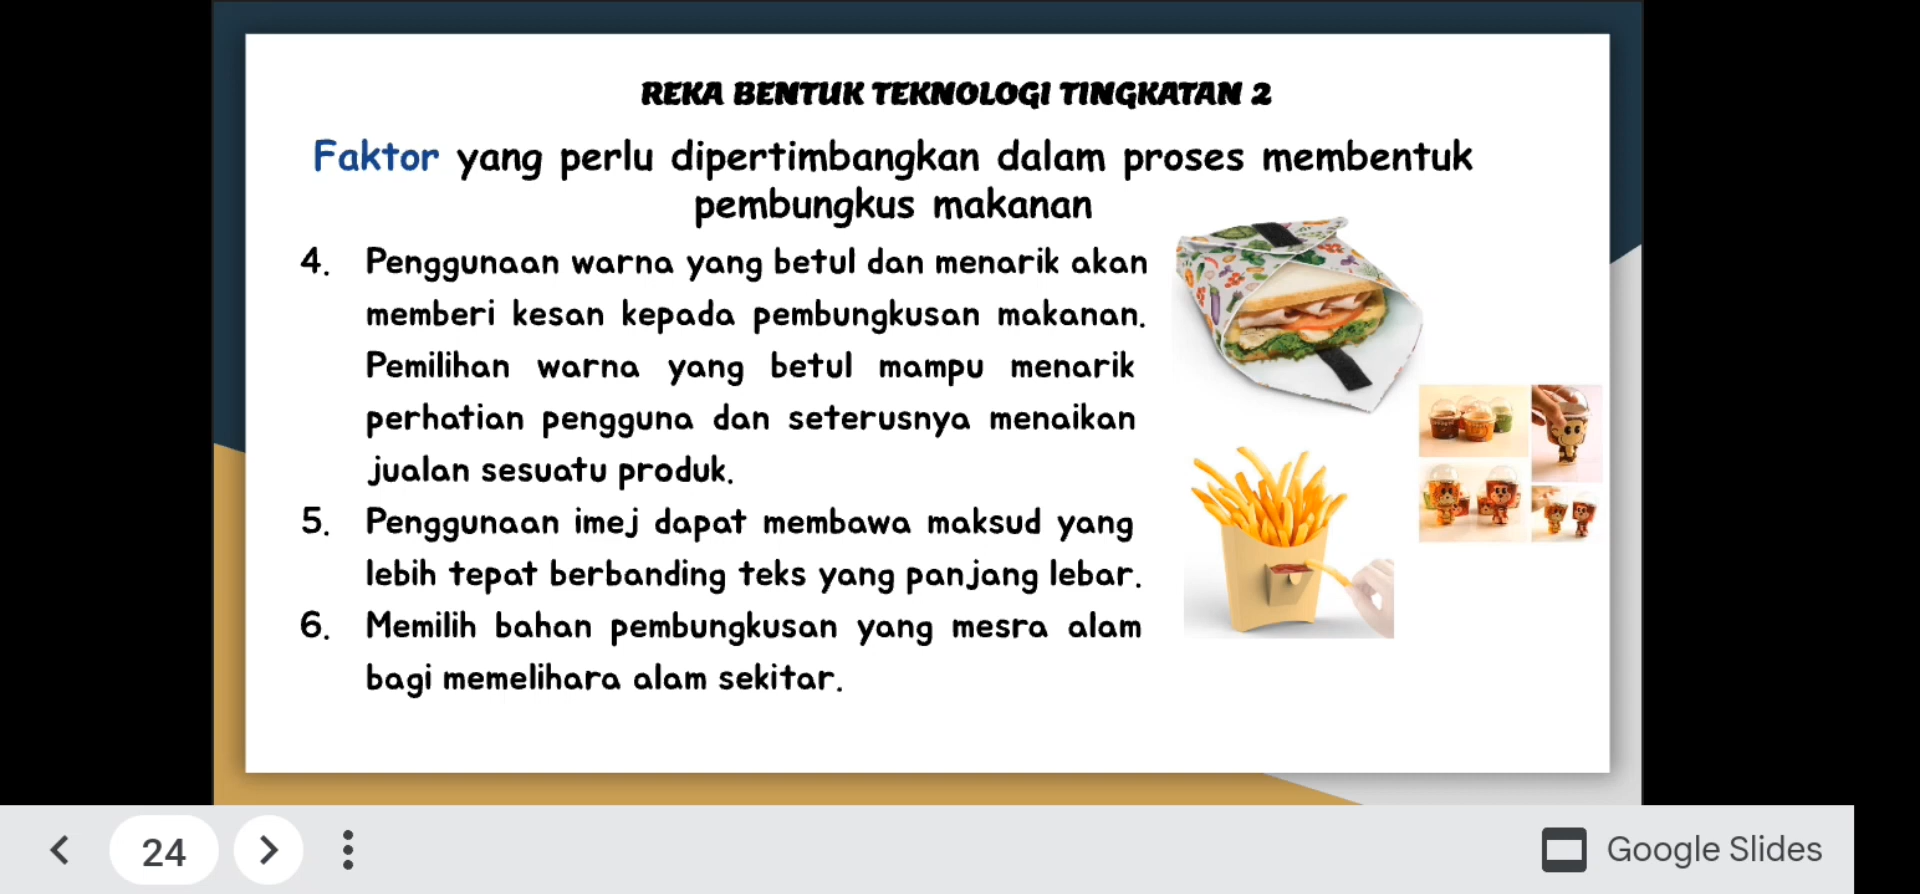 REKA BENTUK TEKNOLOGI TINGKATAN 2
Faktor yang perlu dipertimbangkan dalam proses membentuk
pembungkus makanan
4. Penggunaan warna yang betul dan menarik akan
memberi kesan kepada pembungkusan makanan.
Pemilihan warna yang betul mampu menarik
perhatian pengguna dan seterusnya menaikan
jualan sesuatu produk.
5. Penggunaan imej dapat membawa maksud yang
lebih tepat berbanding teks yang panjang lebar.
6. Memilih bahan pembungkusan yang mesra alam
bagi memelihara alam sekitar.
24
Google Slides